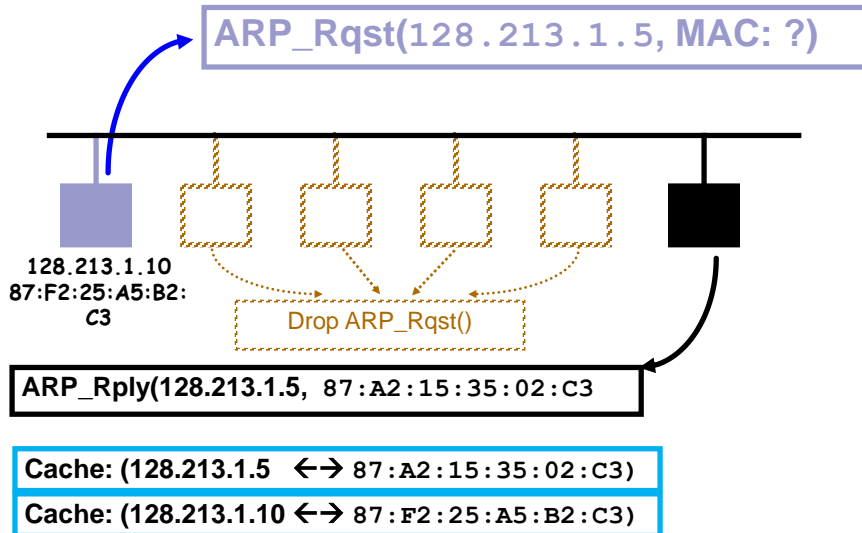 ARP_Rqst(128.213.1.5, MAC: ?)
128.213.1.10
87:F2:25:A5:B2:
C3
Drop ARP_Rqst()
ARP_Rply(128.213.1.5, 87:A2:15:35:02:C3
Cache: (128.213.1.5 ←→ 87:A2:15:35:02:C3)
Cache: (128.213.1.10 ←→ 87:F2:25:A5:B2:C3)